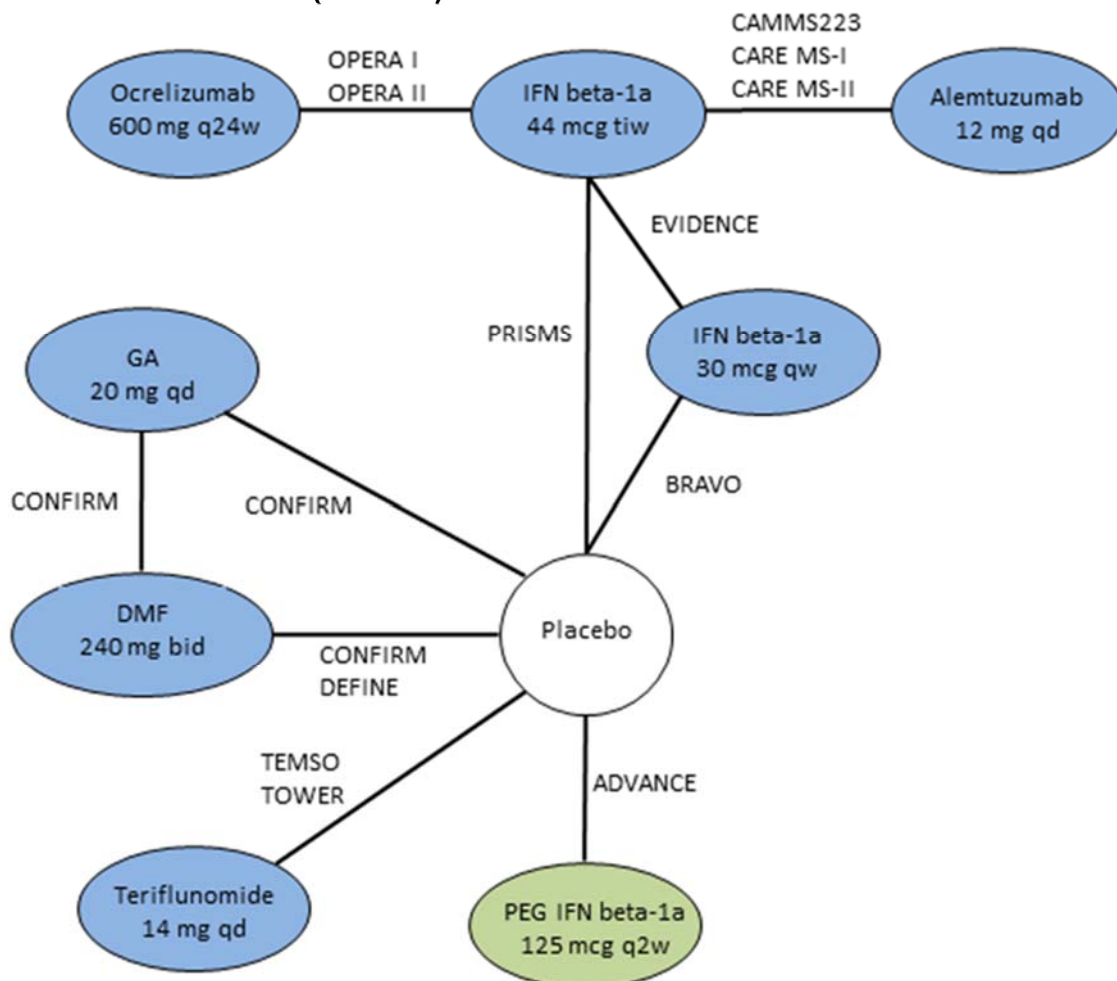 CAMMS223
CARE MS-I
CARE MS-II
OPERA I
OPERA II
Ocrelizumab
600 mg q24w
IFN beta-1a
44 mcg tiw
Alemtuzumab
12 mg qd
EVIDENCE
PRISMS
IFN beta-1a
30 mcg qw
GA
20 mg qd
BRAVO
CONFIRM
CONFIRM
DMF
240 mg bid
Placebo
CONFIRM
DEFINE
TEMSO
TOWER
ADVANCE
Teriflunomide
14 mg qd
PEG IFN beta-1a
125 mcg q2w